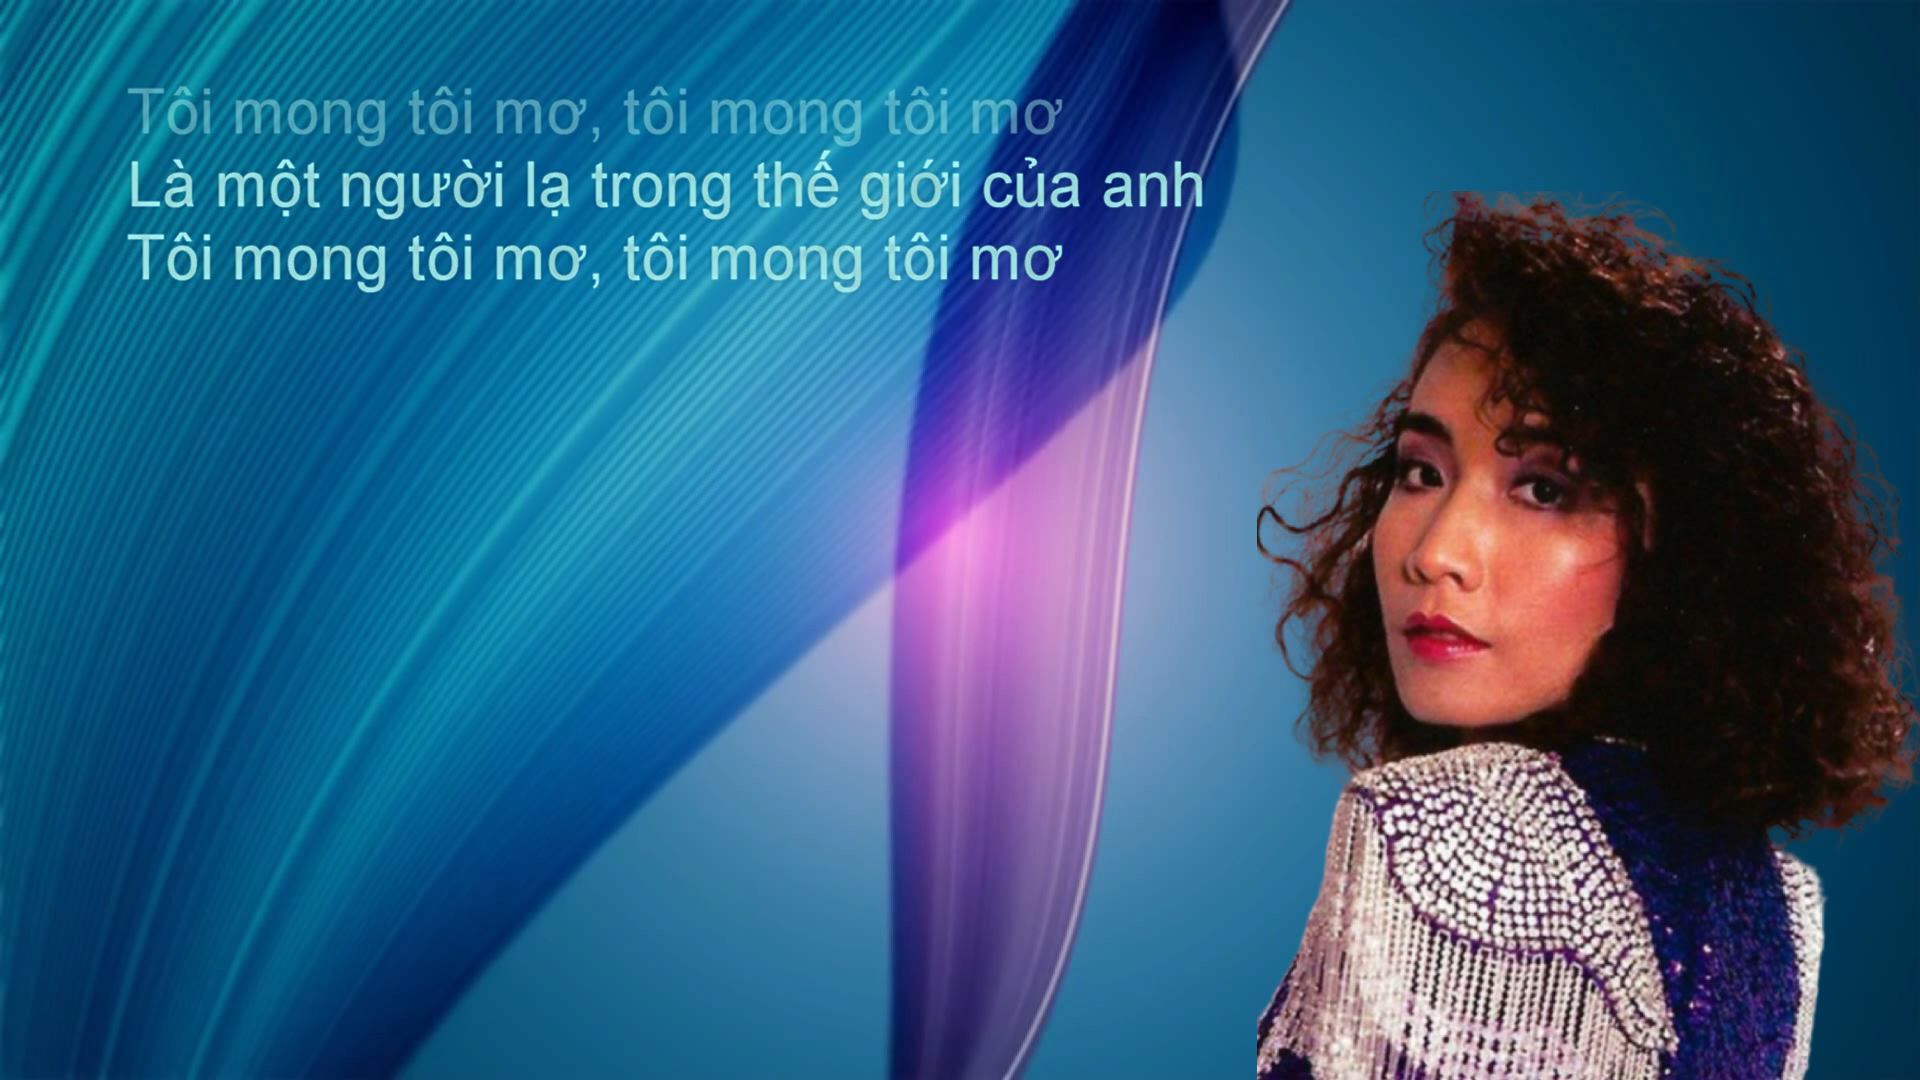 Tôi mong tôi mơ, tôi mong tôi mơ
Là một người lạ trong thế giới của anh
Tôi mong tôi mơ, tôi mong tôi mơ